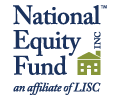 National™
Equity
Fund INC
an affiliate of LISC